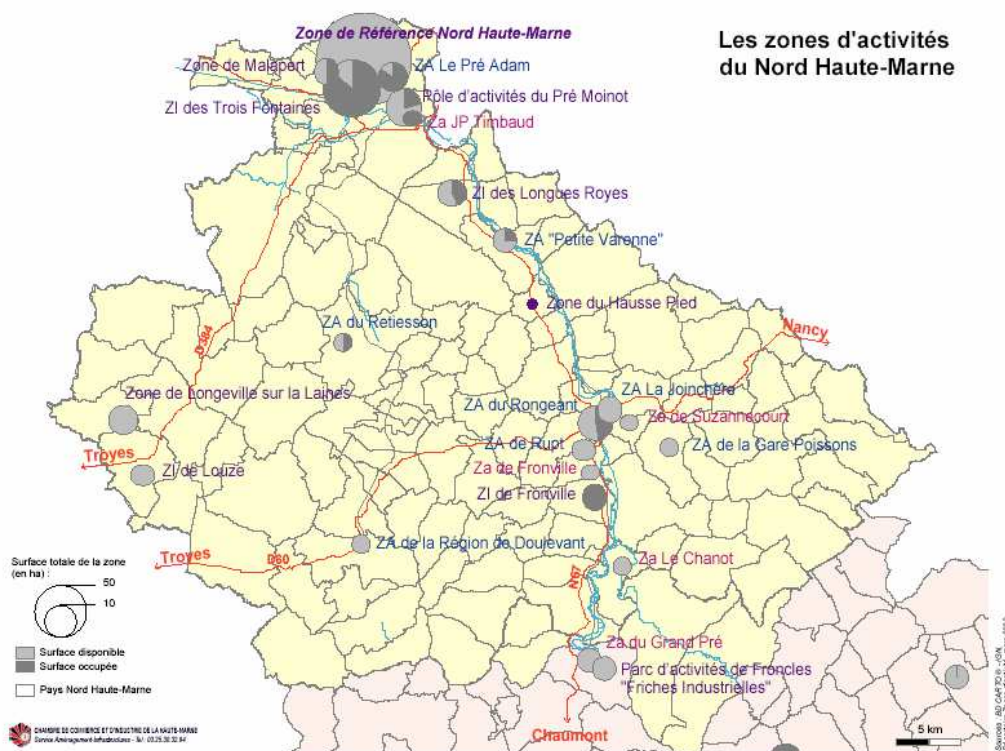 Les zones d'activités
du Nord Haute-Marne
Zone de Référence Nord Haute-Marne
Zone de Malapert
ZA Le Pré Adam
ZI des Trois Fontaines
Pôle d'activités du Pré Moinot
Za JP Timbaud
ZI des Longues Royes
ZA "Petite Varenne"
Zone du Hausse Pied
ZA du Retiesson
Nancy
D384
Zone de Longeville sur la Laines
ZA La Joinchère
ZA du Rongeant
Za de Suzannecourt
ZA de Rupt
ZA de la Gare Poissons
Troyes
ZI de Louze
Za de Fronville
ZI de Fronville
ZA de la Région de Doulevant
Troyes
D60
Za Le Chanot
N67
Surface totale de la zone
(en ha) :
50
10
Surface disponible
Surface occupée
Pays Nord Haute-Marne
Za du Grand Pré
Parc d'activités de Froncles
"Friches Industrielles"
Chaumont
5 km
CHAMBRE DE COMMERCE ET D'INDUSTRIE DE LA HAUTE-MARNE